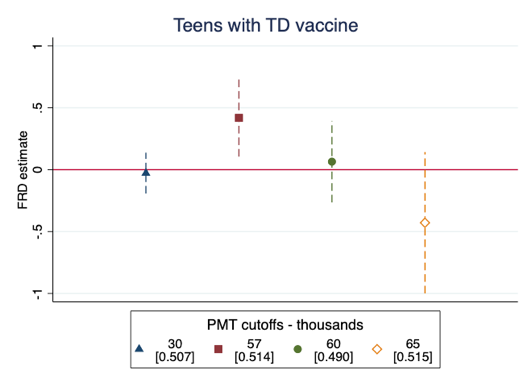 Teens with TD vaccine
1
.5
0
-.5
-1
FRD estimate
PMT cutoffs - thousands
30 57 60 65
[0.507] [0.514] [0.490] [0.515]